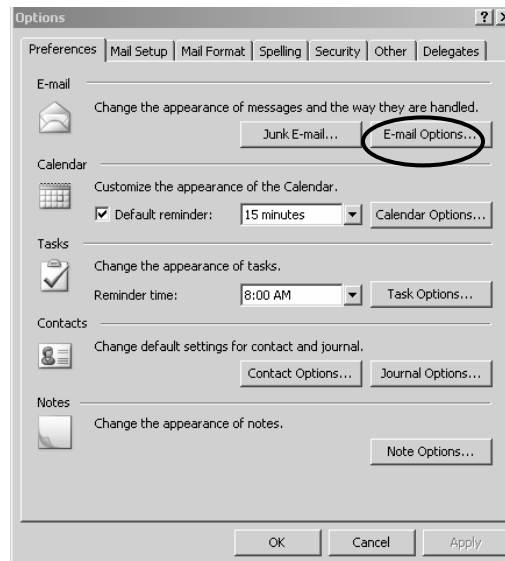 Options
Preferences Mail Setup Mail Format Spelling Security Other Delegates
E-mail
Change the appearance of messages and the way they are handled.
Junk E-mail... E-mail Options...
Calendar
Customize the appearance of the Calendar.
Default reminder: 15 minutes Calendar Options...
Tasks
Change the appearance of tasks.
Reminder time: 8:00 AM Task Options...
Contacts
Change default settings for contact and journal.
Contact Options... Journal Options...
Notes
Change the appearance of notes.
Note Options...
OK Cancel Apply